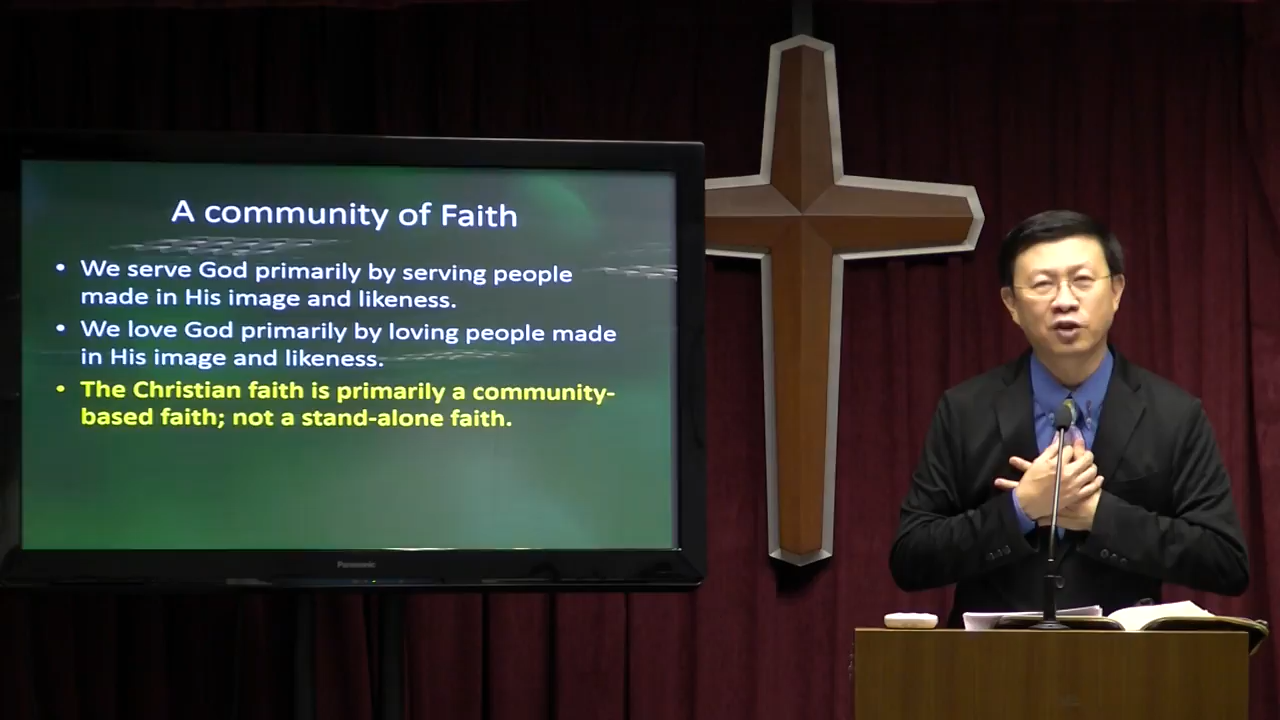 A community of Faith
• We serve God primarily by serving people
made in His image and likeness.
• We love God primarily by loving people made
in His image and likeness.
• The Christian faith is primarily a community-
based faith; not a stand-alone faith.
Panasonic